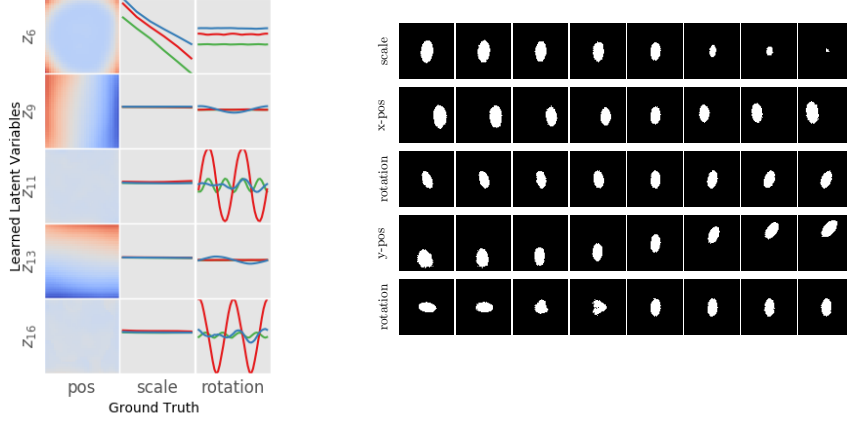 Learned Latent Variables
Z6
Z9
Z11
Z13
Z16
pos scale rotation
Ground Truth
scale
x-pos
rotation
y-pos
rotation